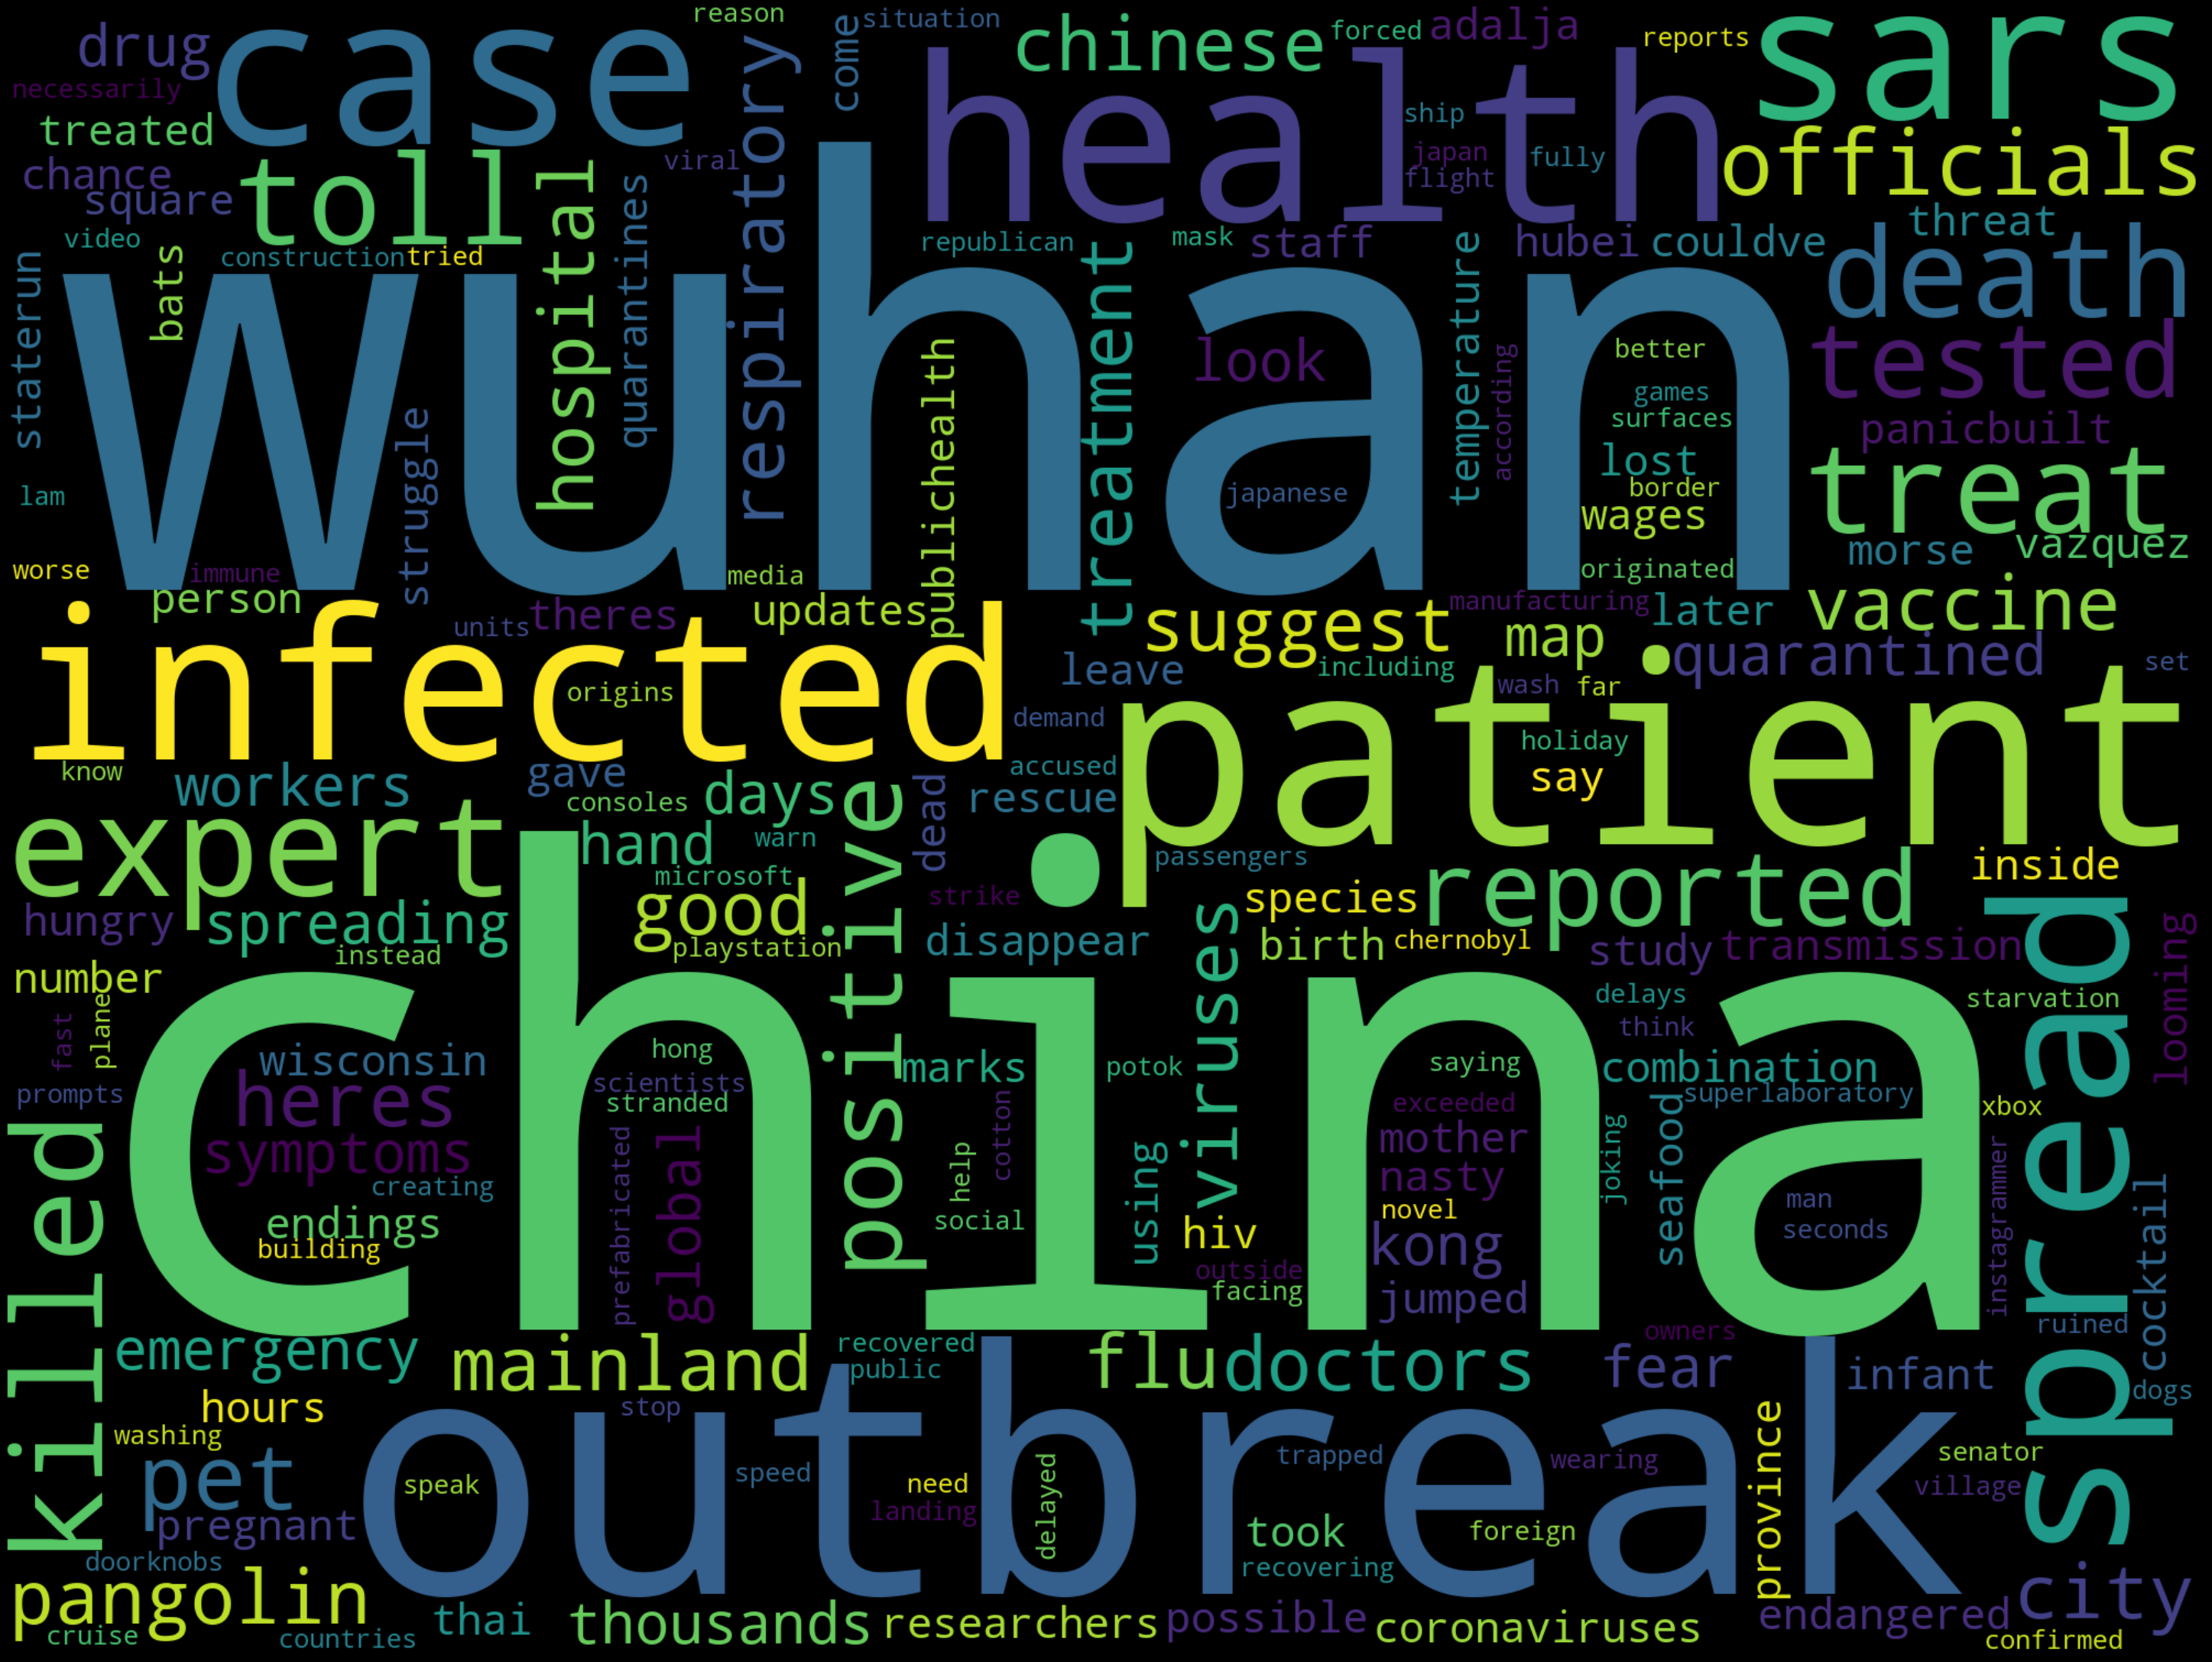 reason
situation
drug
case
come
chinese
forced
adalja
reports
sars
necessarily
respiratory
health
treated
ship
officials
toll
viral
japan
fully
chance
hospital
quarantines
flight
square
threat
video
republican
mask
staff
hubei
couldve
death
bats
construction
tried
treatment
temperature
staterun
wuhan
look
according
better
tested
publichealth
games
surfaces
panicbuilt
struggle
lost
treat
lam
japanese
border
wages
morse
vazquez
worse
immune
media
originated
person
theres
updates
suggest
manufacturing
later
vaccine
units
map
infected
leave
including
quarantined
set
origins
wash
far
demand
patient
holiday
know
workers
gave
days
positive
dead
accused
say
consoles
rescue
expert
hand
warn
passengers
reported
inside
microsoft
hungry
spreading
good
strike
viruses
species
spread
instead
playstation
disappear
birth
chernobyl
study
transmission
looming
number
china
delays
starvation
fast
plane
think
wisconsin
hong
marks
potok
saying
combination
prompts
heres
scientists
stranded
cotton
exceeded
superlaboratory
xbox
killed
symptoms
prefabricated
global
help
using
mother
joking
seafood
instagrammer
cocktail
creating
nasty
man
endings
social
hiv
novel
seconds
building
kong
outside
facing
jumped
ruined
emergency
mainland
recovered
flu
doctors
owners
fear
infant
public
dogs
hours
stop
outbreak
province
washing
pet
speak
speed
need
delayed
trapped
wearing
senator
village
pregnant
landing
took
foreign
doorknobs
recovering
pangolin
thai
thousands
researchers
possible
coronaviruses
endangered
city
cruise
countries
confirmed